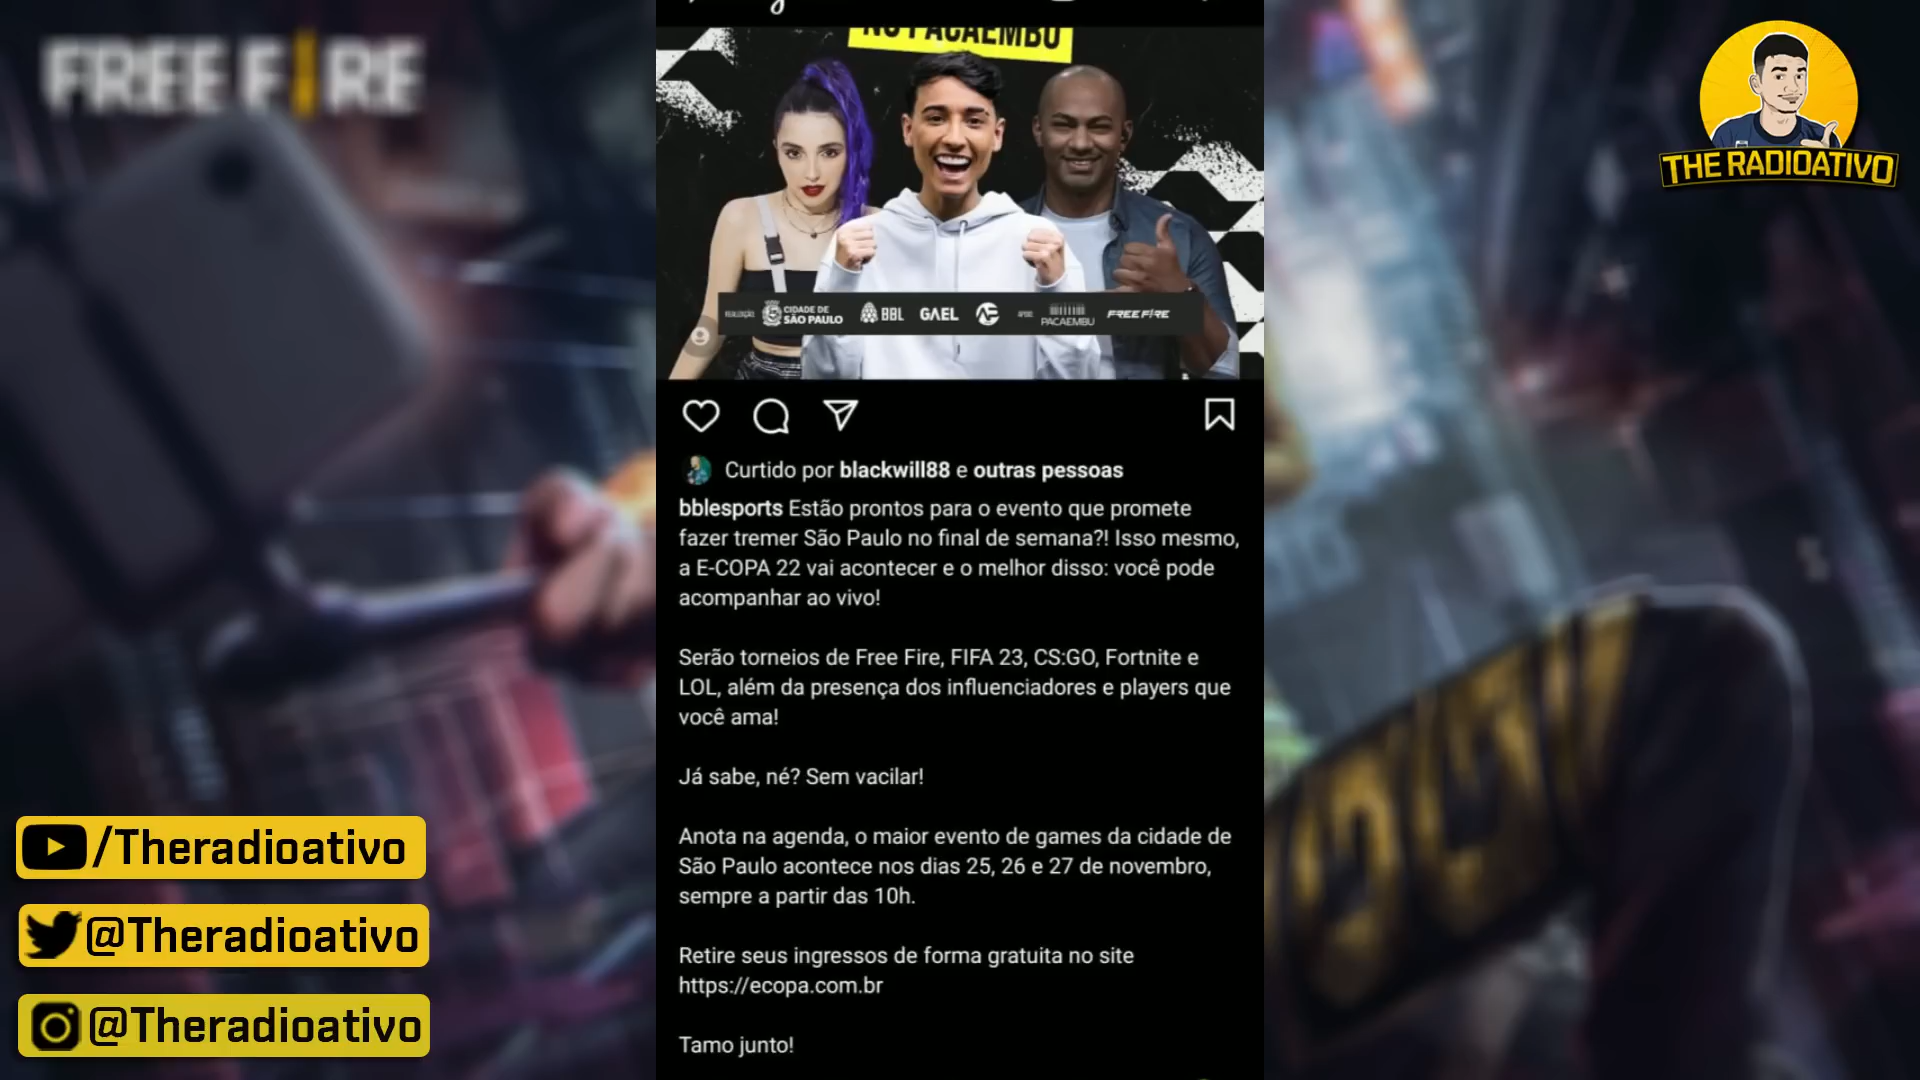 FREE FIRE
NO PACAEMBU
THE RADIOATIVO
REALIZAÇÃO CIDADE DE SÃO PAULO BBL GAEL APOIO PACAEMBU FREE FIRE
Curtido por blackwill88 e outras pessoas
bblesports Estão prontos para o evento que promete
fazer tremer São Paulo no final de semana?! Isso mesmo,
a E-COPA 22 vai acontecer e o melhor disso: você pode
acompanhar ao vivo!
Serão torneios de Free Fire, FIFA 23, CS:GO, Fortnite e
LOL, além da presença dos influenciadores e players que
você ama!
Já sabe, né? Sem vacilar!
Anota na agenda, o maior evento de games da cidade de
São Paulo acontece nos dias 25, 26 e 27 de novembro,
sempre a partir das 10h.
Retire seus ingressos de forma gratuita no site
https://ecopa.com.br
Tamo junto!
/Theradioativo
@Theradioativo
@Theradioativo